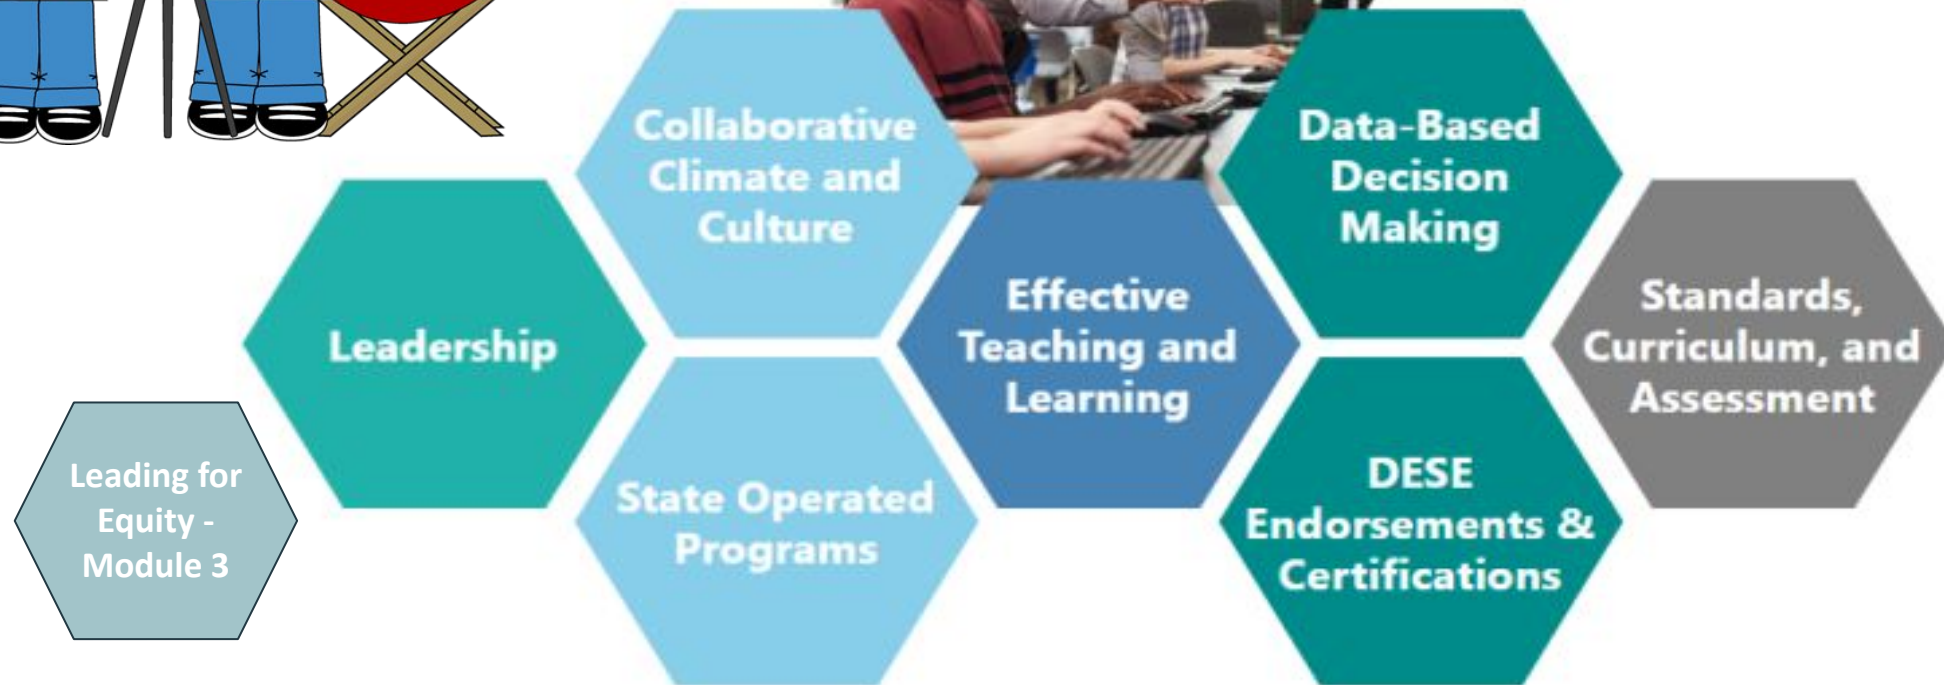 Collaborative
Climate and
Culture
Data-Based
Decision
Making
Leadership
Effective
Teaching and
Learning
Standards,
Curriculum, and
Assessment
Leading for
Equity -
Module 3
State Operated
Programs
DESE
Endorsements &
Certifications